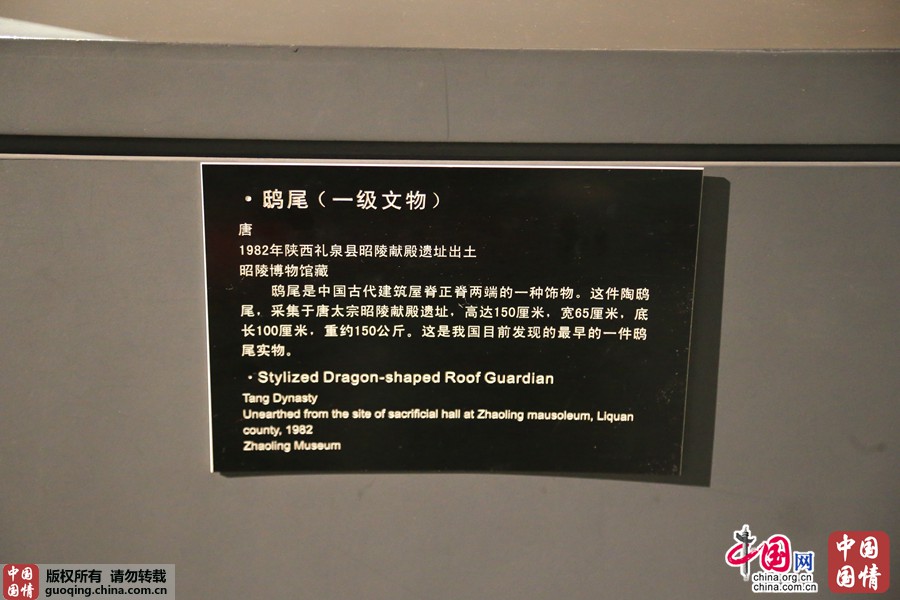 ·鸱尾（一级文物）
唐
1982年陕西礼泉县昭陵献殿遗址出土
昭陵博物馆藏
鸱尾是中国古代建筑屋脊正脊两端的一种饰物。这件陶鸱
尾，采集于唐太宗昭陵献殿遗址，高达150厘米，宽65厘米，底
长100厘米，重约150公斤。这是我国目前发现的最早的一件鸱
尾实物。
·Stylized Dragon-shaped Roof Guardian
Tang Dynasty
Unearthed from the site of sacrificial hall at Zhaoling mausoleum, Liquan
county, 1982
Zhaoling Museum
中国国情
版权所有 请勿转载
guoqing.china.com.cn
中国网
china.org.cn
china.com.cn
中国国情